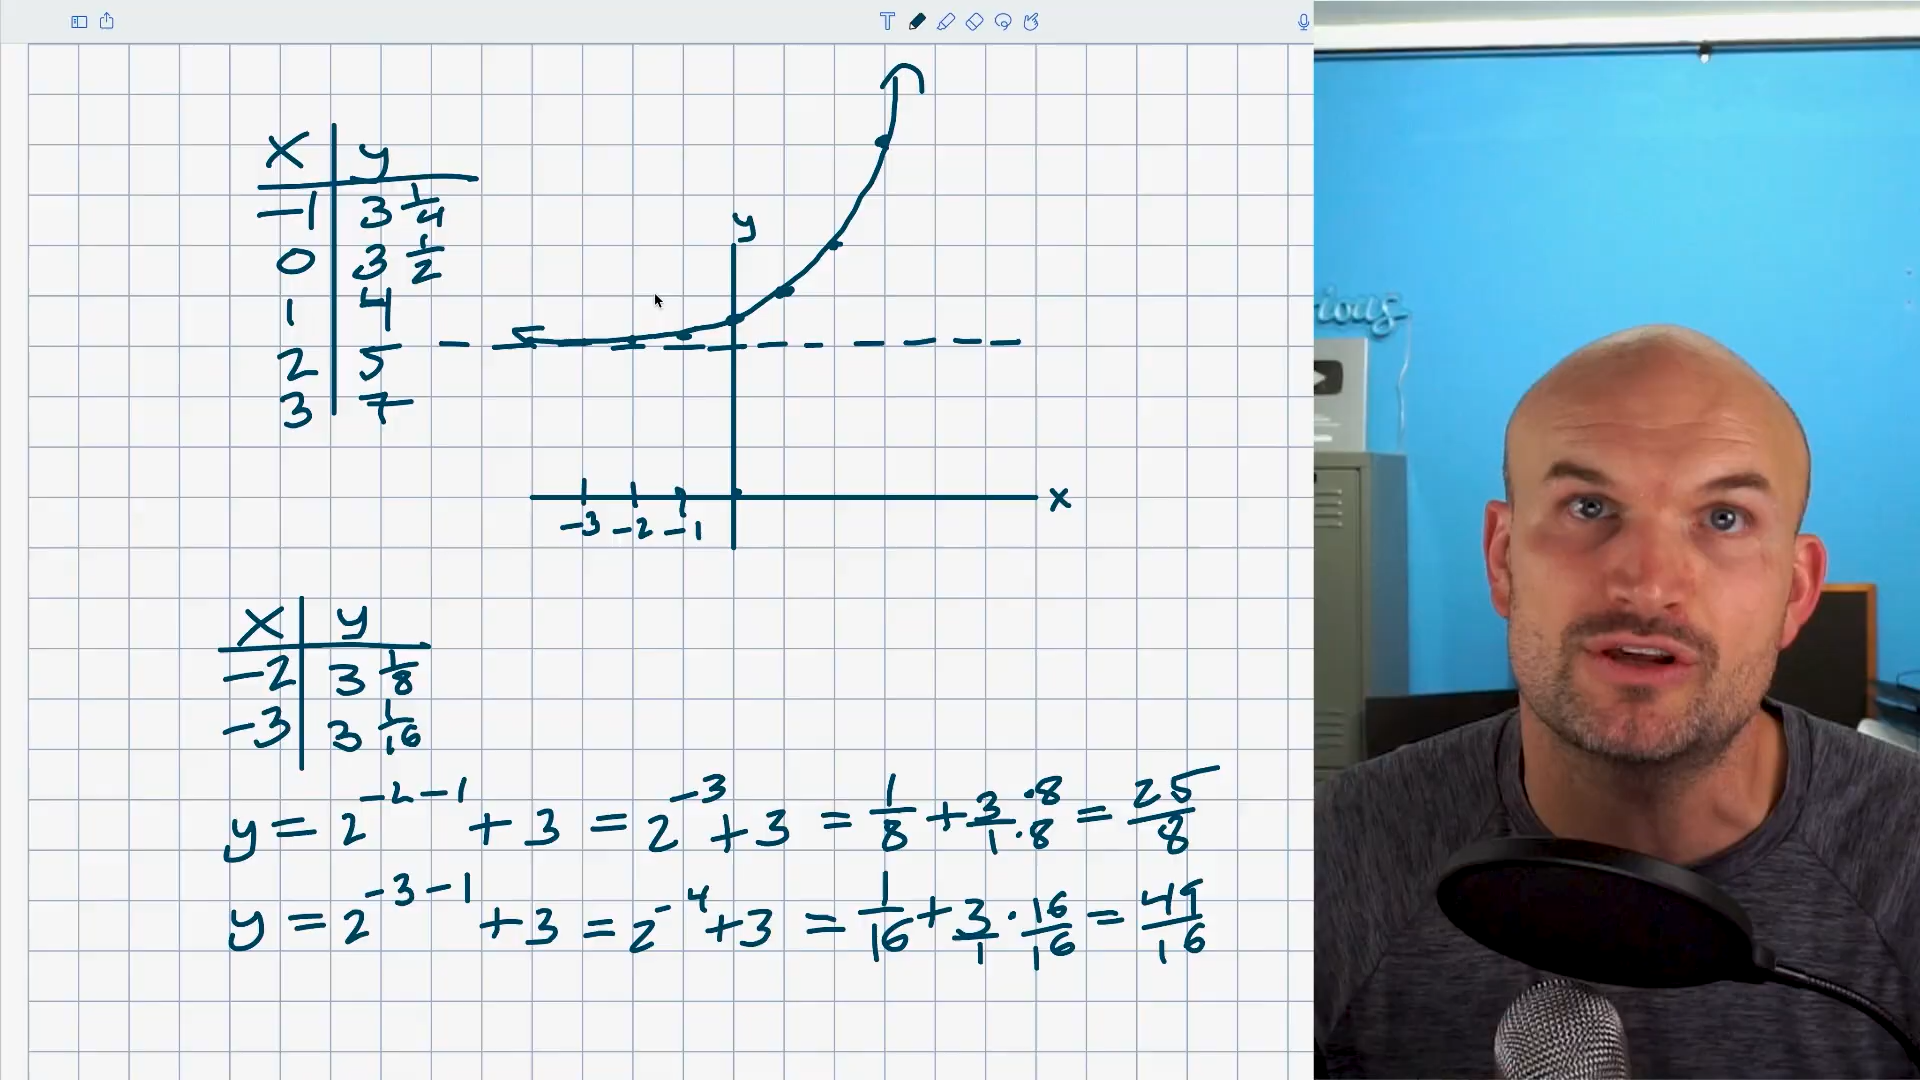 x y
-1 3 1/4
0 3 1/2
1 4
2 5
3 7
y
x
-3 -2 -1
x y
-2 3 1/8
-3 3 1/16
y = 2^{-2-1} + 3 = 2^{-3} + 3 = 1/8 + 3/1 ·8/·8 = 25/8
y = 2^{-3-1} + 3 = 2^{-4} + 3 = 1/16 + 3/1 · 16/16 = 49/16